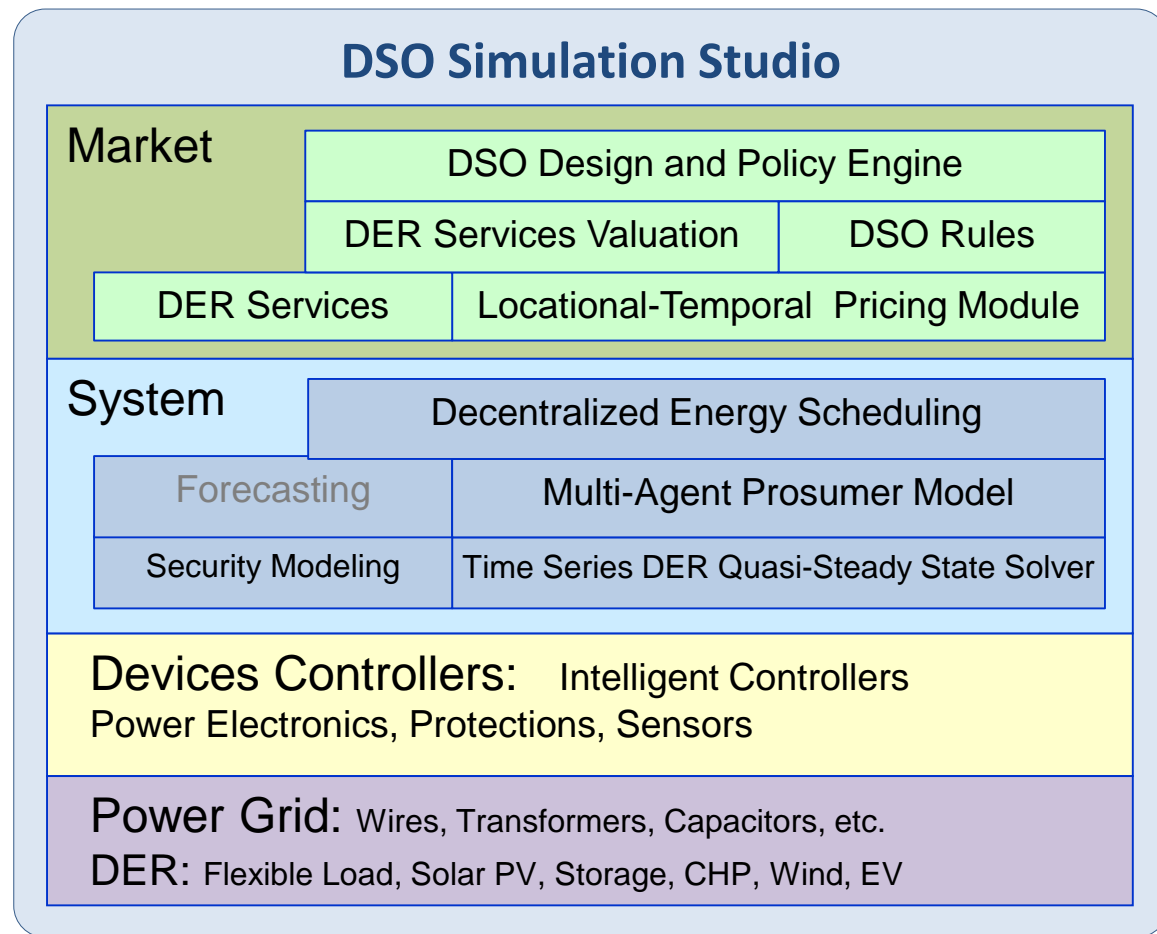 DSO Simulation Studio
Market
DSO Design and Policy Engine
DER Services Valuation
DSO Rules
DER Services
Locational-Temporal Pricing Module
System
Decentralized Energy Scheduling
Forecasting
Multi-Agent Prosumer Model
Security Modeling
Time Series DER Quasi-Steady State Solver
Devices Controllers: Intelligent Controllers
Power Electronics, Protections, Sensors
Power Grid: Wires, Transformers, Capacitors, etc.
DER: Flexible Load, Solar PV, Storage, CHP, Wind, EV